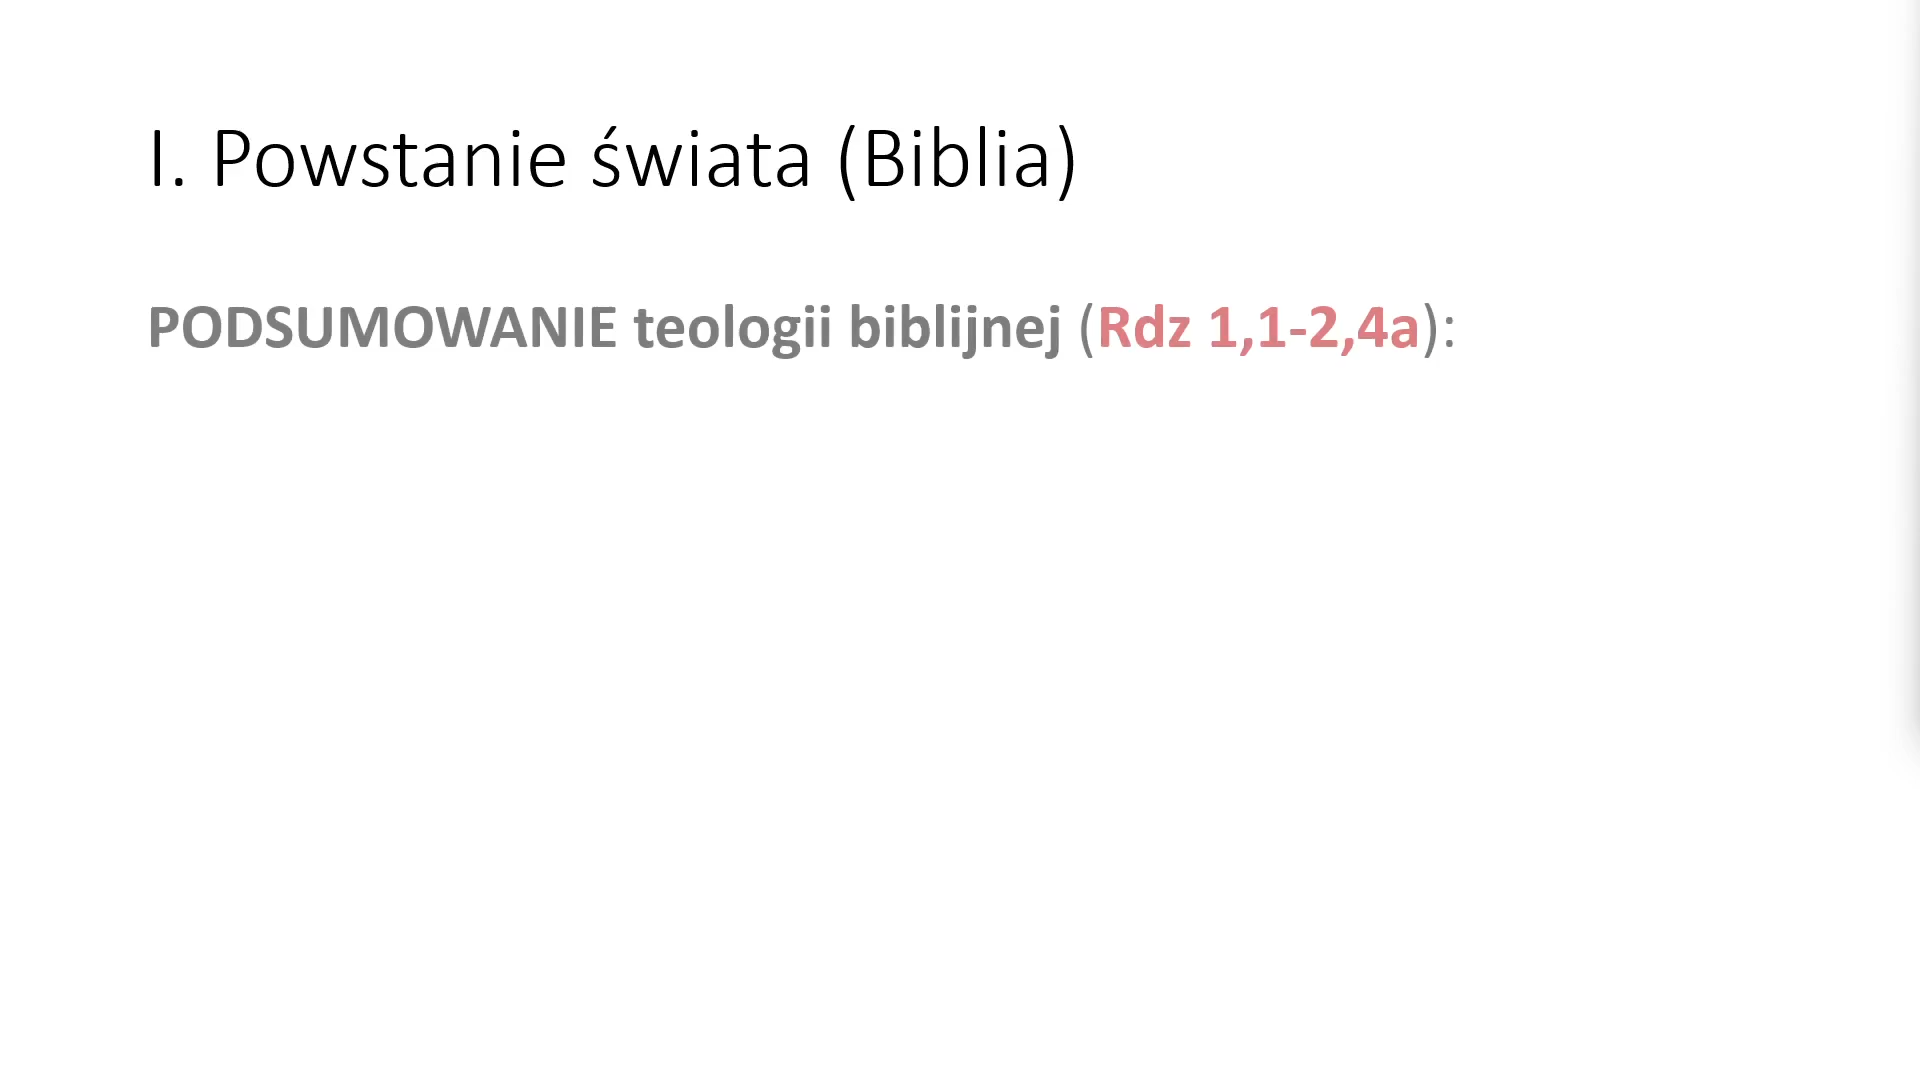 I. Powstanie świata (Biblia)
PODSUMOWANIE teologii biblijnej (Rdz 1,1-2,4a):